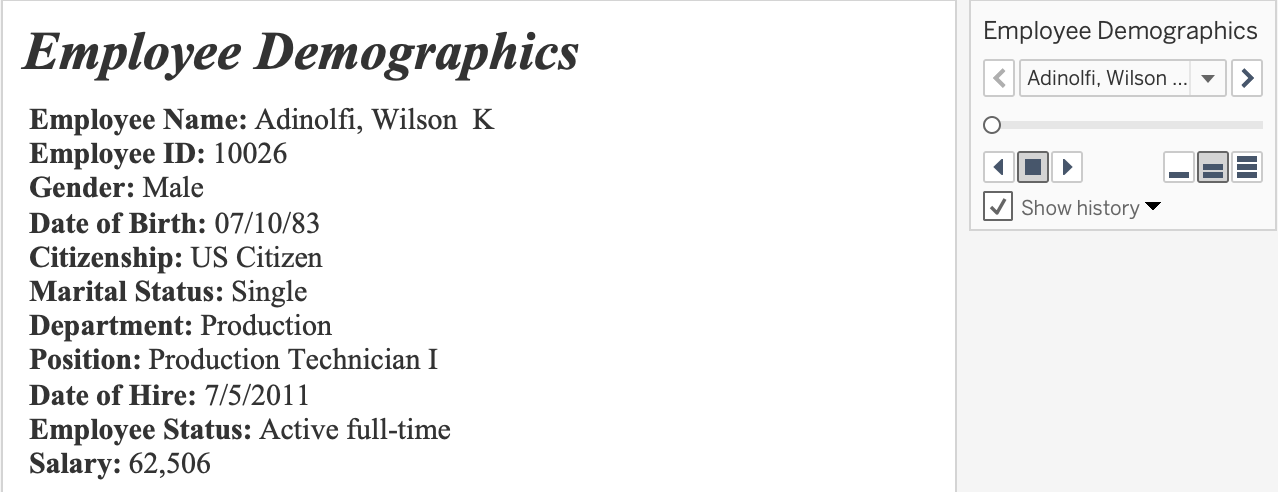 Employee Demographics
Employee Name: Adinolfi, Wilson  K
Employee ID: 10026
Gender: Male
Date of Birth: 07/10/83
Citizenship: US Citizen
Marital Status: Single
Department: Production
Position: Production Technician I
Date of Hire: 7/5/2011
Employee Status: Active full-time
Salary: 62,506
Employee Demographics
Adinolfi, Wilson ...
Show history